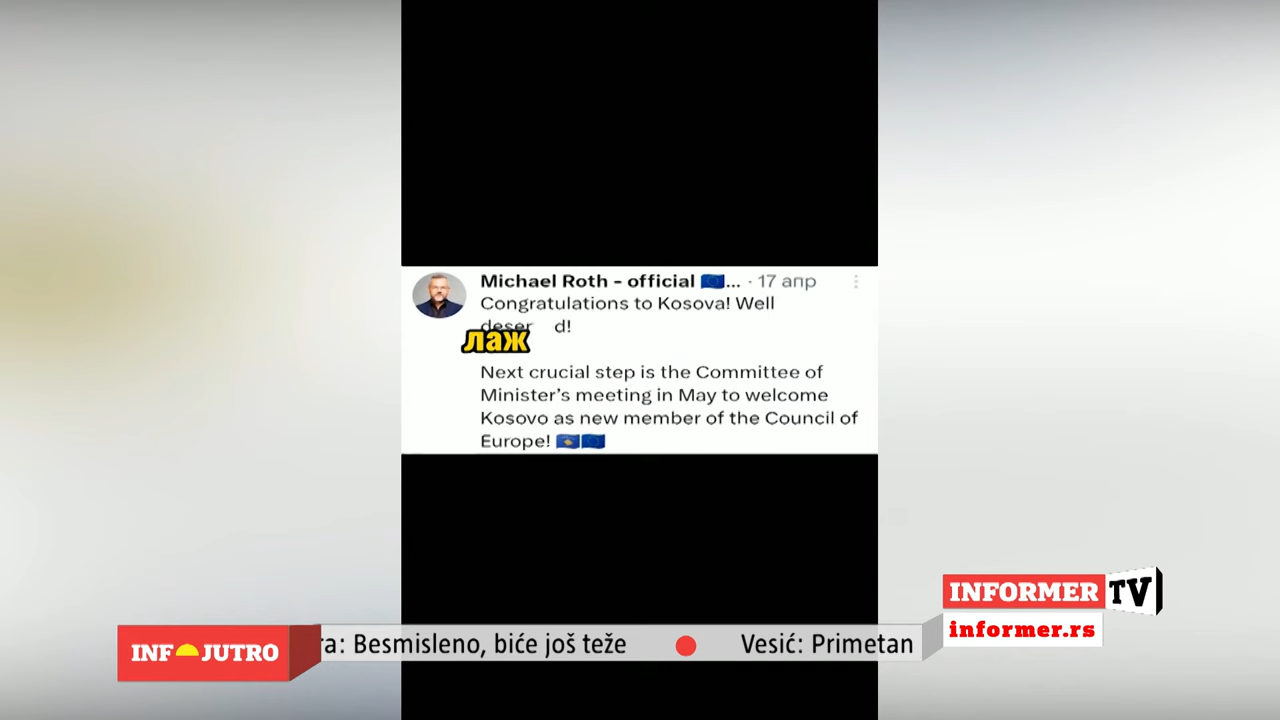 Michael Roth - official 🇪🇺... · 17 апр
Congratulations to Kosova! Well
d!
лаж
Next crucial step is the Committee of
Minister’s meeting in May to welcome
Kosovo as new member of the Council of
Europe! 🇽🇰🇪🇺
INFORMER TV
informer.rs
INF JUTRO
ra: Besmisleno, biće još teže
Vesić: Primetan